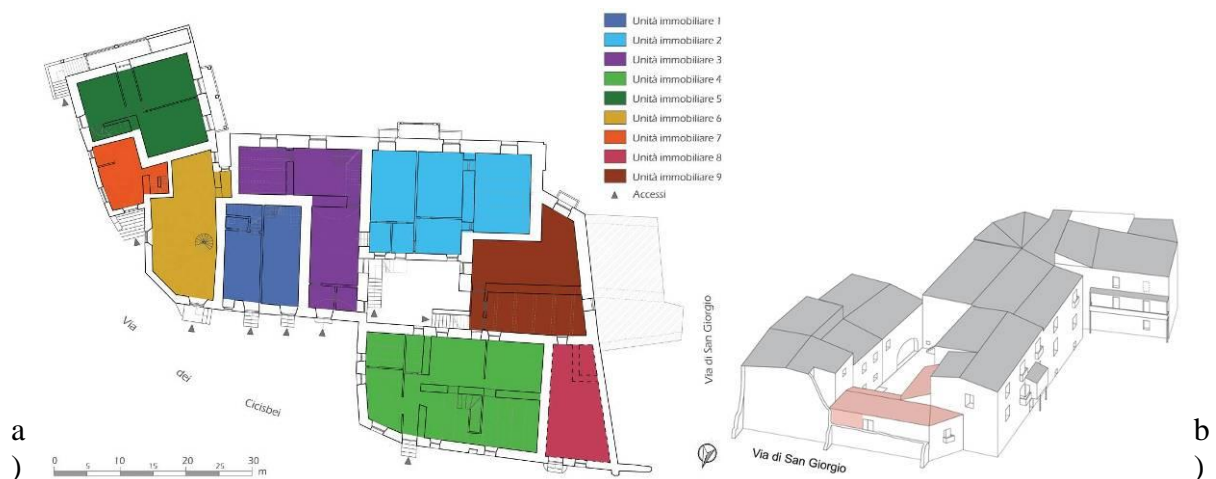 Unità immobiliare 1
Unità immobiliare 2
Unità immobiliare 3
Unità immobiliare 4
Unità immobiliare 5
Unità immobiliare 6
Unità immobiliare 7
Unità immobiliare 8
Unità immobiliare 9
Accessi
Via
dei
Cicisbei
Via di San Giorgio
Via di San Giorgio
a
)
b
)
0 5 10 15 20 25 30
m